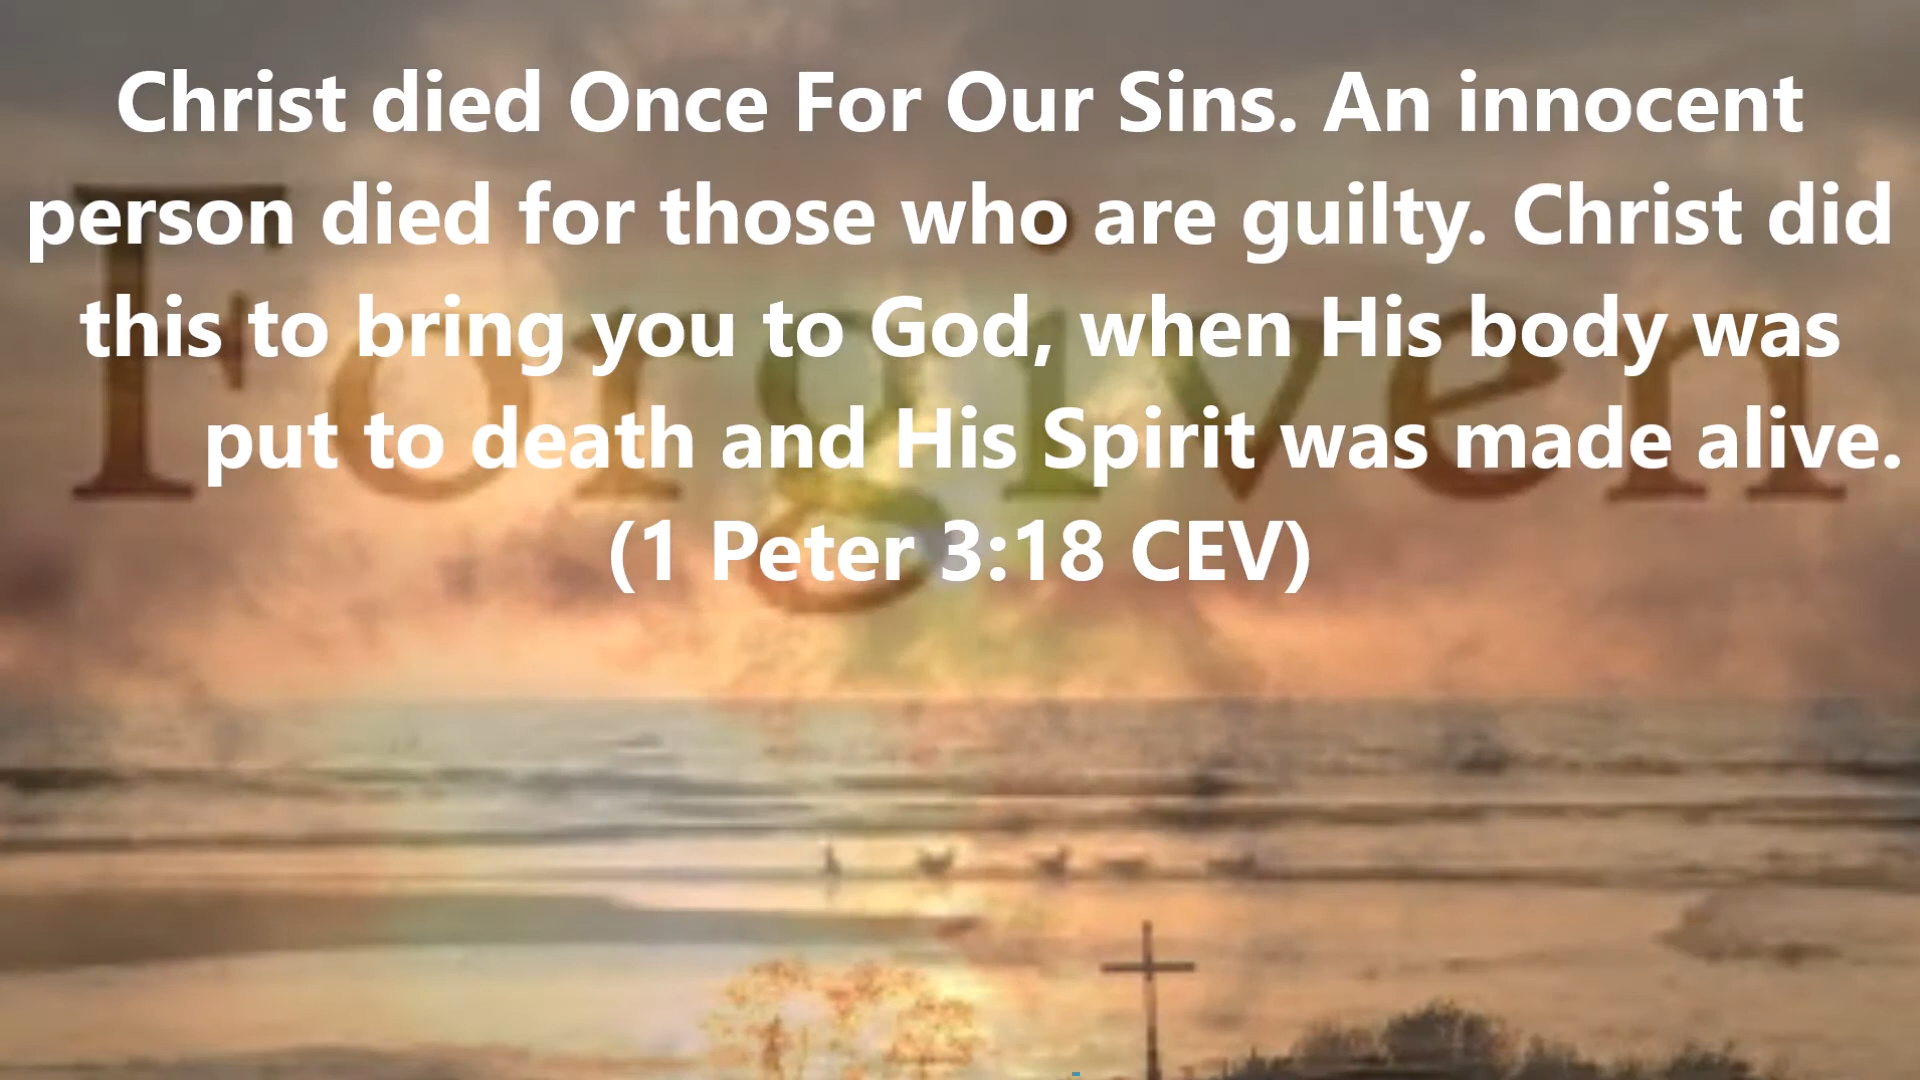 Christ died Once For Our Sins. An innocent
person died for those who are guilty. Christ did
this to bring you to God, when His body was
put to death and His Spirit was made alive.
(1 Peter 3:18 CEV)
Forgiven